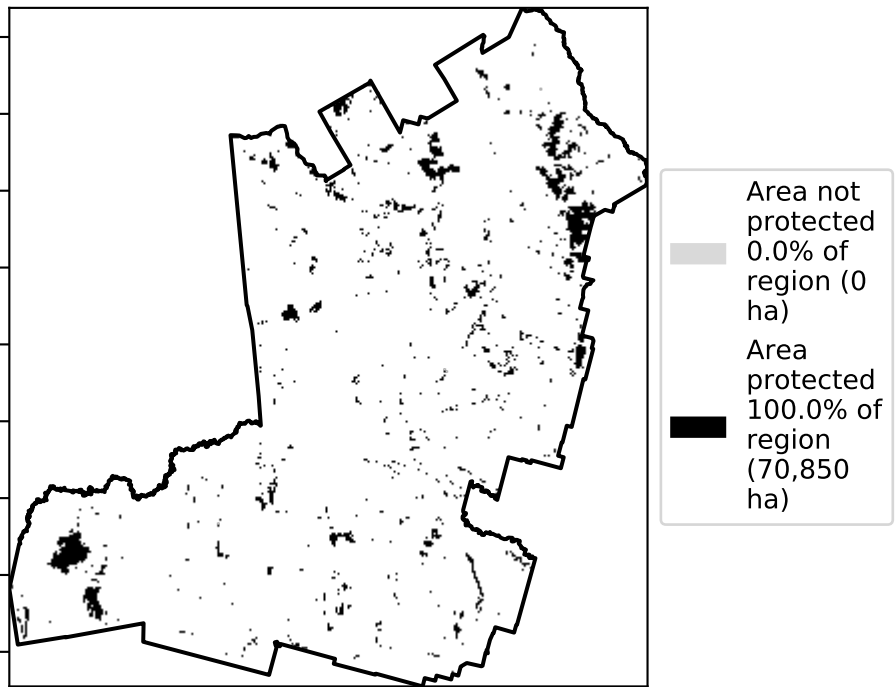 Area not
protected
0.0% of
region (0
ha)
Area
protected
100.0% of
region
(70,850
ha)